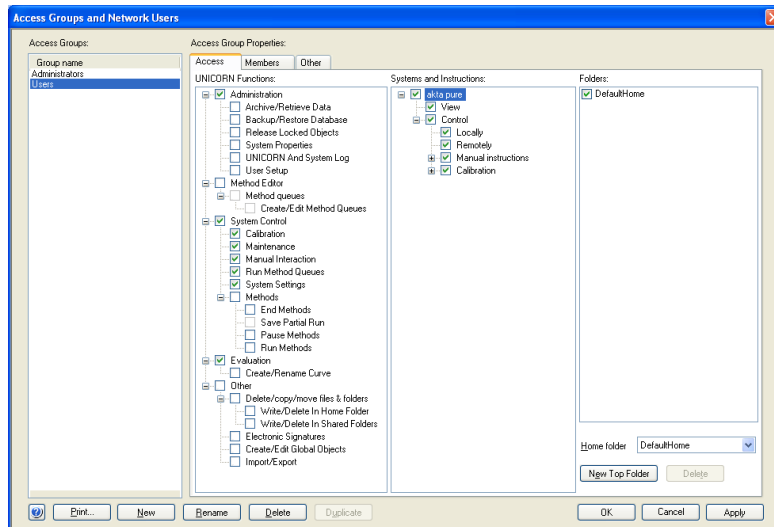 Access Groups and Network Users
Access Groups:
Group name
Administrators
Users
Access Group Properties:
Access Members Other
UNICORN Functions:
Administration
Archive/Retrieve Data
Backup/Restore Database
Release Locked Objects
System Properties
UNICORN And System Log
User Setup
Method Editor
Method queues
Create/Edit Method Queues
System Control
Calibration
Maintenance
Manual Interaction
Run Method Queues
System Settings
Methods
End Methods
Save Partial Run
Pause Methods
Run Methods
Evaluation
Create/Rename Curve
Other
Delete/copy/move files & folders
Write/Delete In Home Folder
Write/Delete In Shared Folders
Electronic Signatures
Create/Edit Global Objects
Import/Export
Systems and Instructions:
akta pure
View
Control
Locally
Remotely
Manual instructions
Calibration
Folders:
DefaultHome
Home folder DefaultHome
New Top Folder Delete
Print... New Rename Delete Duplicate OK Cancel Apply